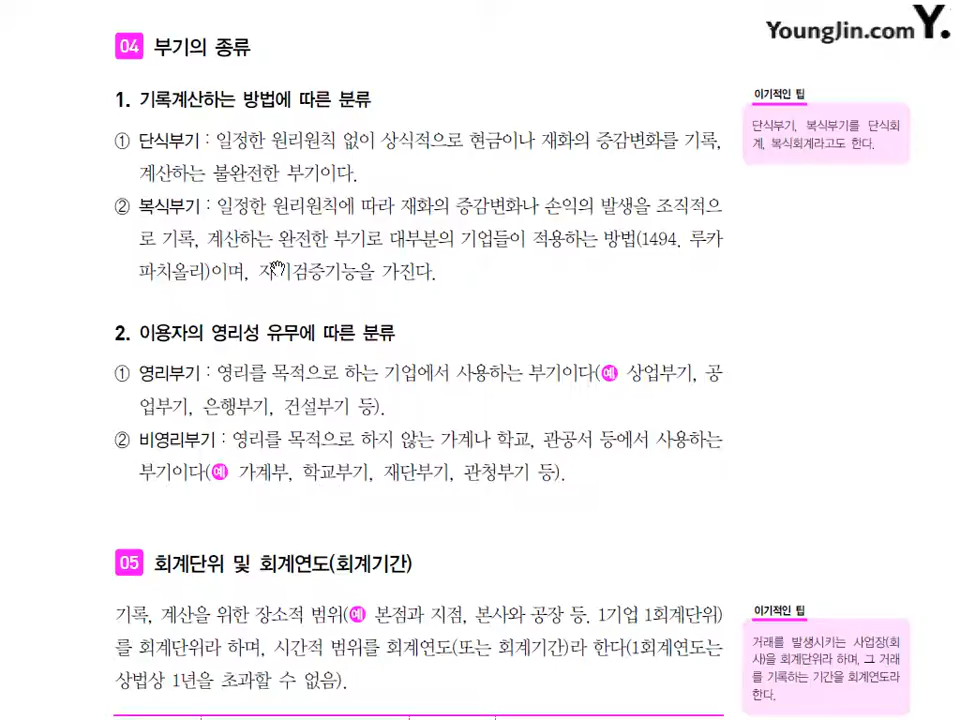 YoungJin.com Y.
04 부기의 종류
1. 기록계산하는 방법에 따른 분류
이기적인 팁
① 단식부기 : 일정한 원리원칙 없이 상식적으로 현금이나 재화의 증감변화를 기록,
계산하는 불완전한 부기이다.
단식부기, 복식부기를 단식회
계, 복식회계라고도 한다.
② 복식부기 : 일정한 원리원칙에 따라 재화의 증감변화나 손익의 발생을 조직적으
로 기록, 계산하는 완전한 부기로 대부분의 기업들이 적용하는 방법(1494. 루카
파치올리)이며, 자기검증기능을 가진다.
2. 이용자의 영리성 유무에 따른 분류
① 영리부기 : 영리를 목적으로 하는 기업에서 사용하는 부기이다(예 상업부기, 공
업부기, 은행부기, 건설부기 등).
② 비영리부기 : 영리를 목적으로 하지 않는 가계나 학교, 관공서 등에서 사용하는
부기이다(예 가계부, 학교부기, 재단부기, 관청부기 등).
05 회계단위 및 회계연도(회계기간)
기록, 계산을 위한 장소적 범위(예 본점과 지점, 본사와 공장 등. 1기업 1회계단위)
를 회계단위라 하며, 시간적 범위를 회계연도(또는 회계기간)라 한다(1회계연도는
상법상 1년을 초과할 수 없음).
이기적인 팁
거래를 발생시키는 사업장(회
사)을 회계단위라 하며, 그 거래
를 기록하는 기간을 회계연도라
한다.